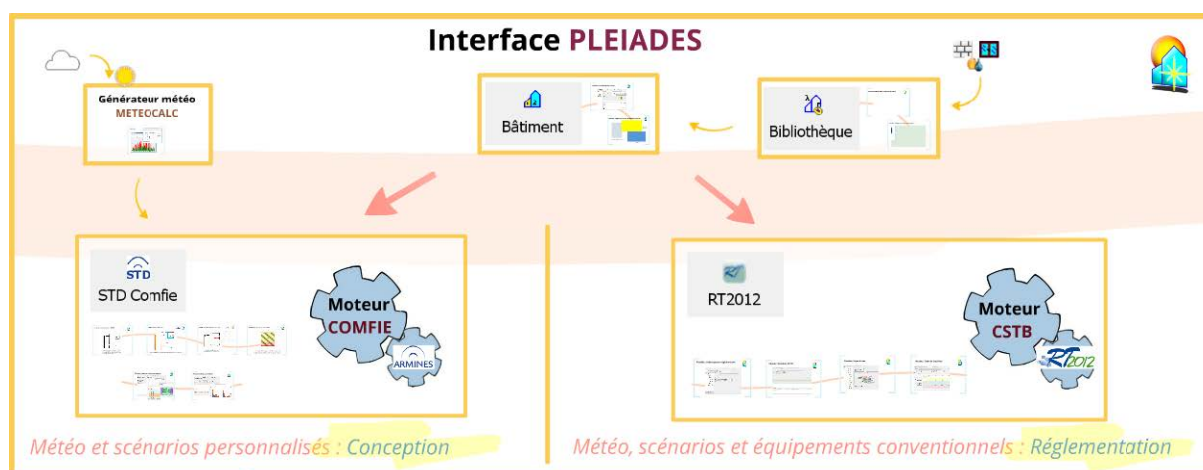 Interface PLEIADES
Générateur météo
METEOCALC
Bâtiment
Bibliothèque
STD
STD Comfie
Moteur
COMFIE
ARMINES
RT
RT2012
Moteur
CSTB
RT2012
Météo et scénarios personnalisés : Conception
Météo, scénarios et équipements conventionnels : Réglementation